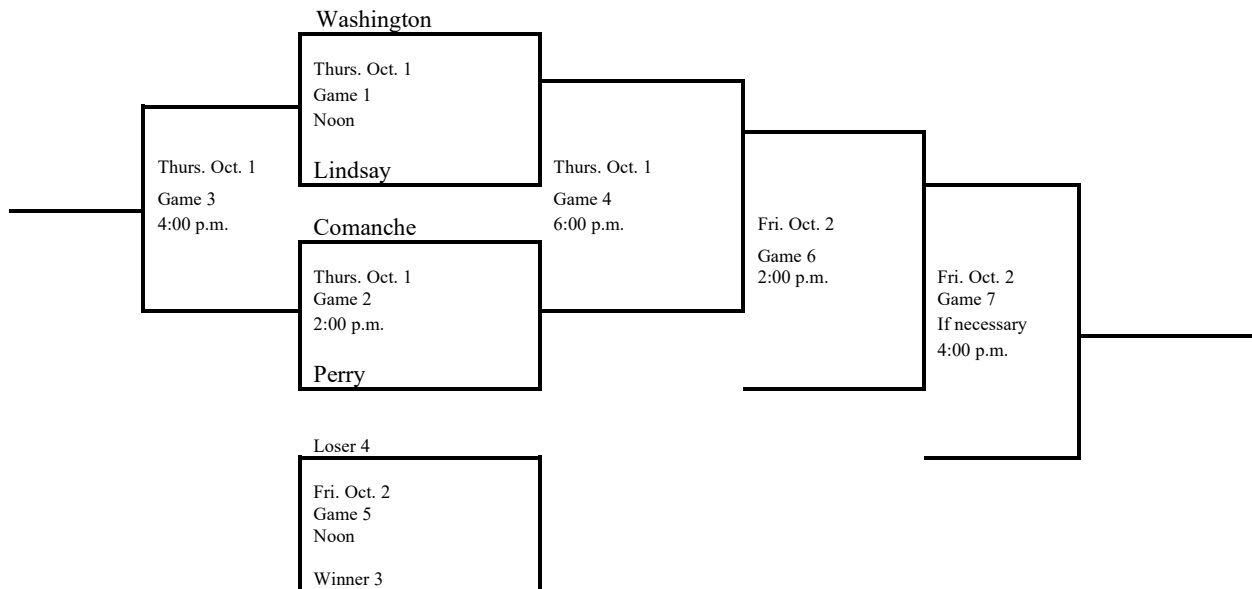 Washington
Thurs. Oct. 1
Game 1
Noon
Lindsay
Thurs. Oct. 1
Game 3
4:00 p.m.
Thurs. Oct. 1
Game 4
6:00 p.m.
Comanche
Thurs. Oct. 1
Game 2
2:00 p.m.
Perry
Fri. Oct. 2
Game 6
2:00 p.m.
Fri. Oct. 2
Game 7
If necessary
4:00 p.m.
Loser 4
Fri. Oct. 2
Game 5
Noon
Winner 3